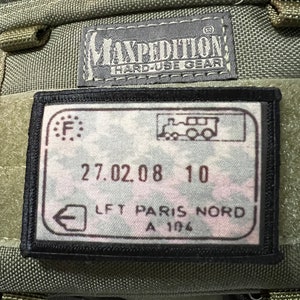 MAXPEDITION®
HARD-USE GEAR
F
27.02.08 10
LFT PARIS NORD
A 104